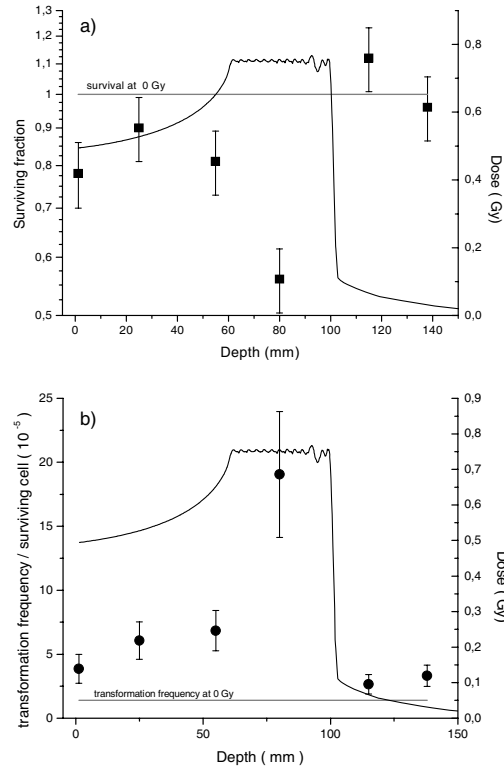 a)
1,3
1,2
1,1
1
0,9
0,8
0,7
0,6
0,5
Surviving fraction
survival at 0 Gy
0,8
0,6
0,4
0,2
0,0
Dose ( Gy)
0 20 40 60 80 100 120 140
Depth (mm)
b)
25
20
15
10
5
0
transformation frequency / surviving cell ( 10⁻⁵ )
transformation frequency at 0 Gy
0,9
0,8
0,7
0,6
0,5
0,4
0,3
0,2
0,1
0,0
Dose ( Gy)
0 50 100 150
Depth ( mm )